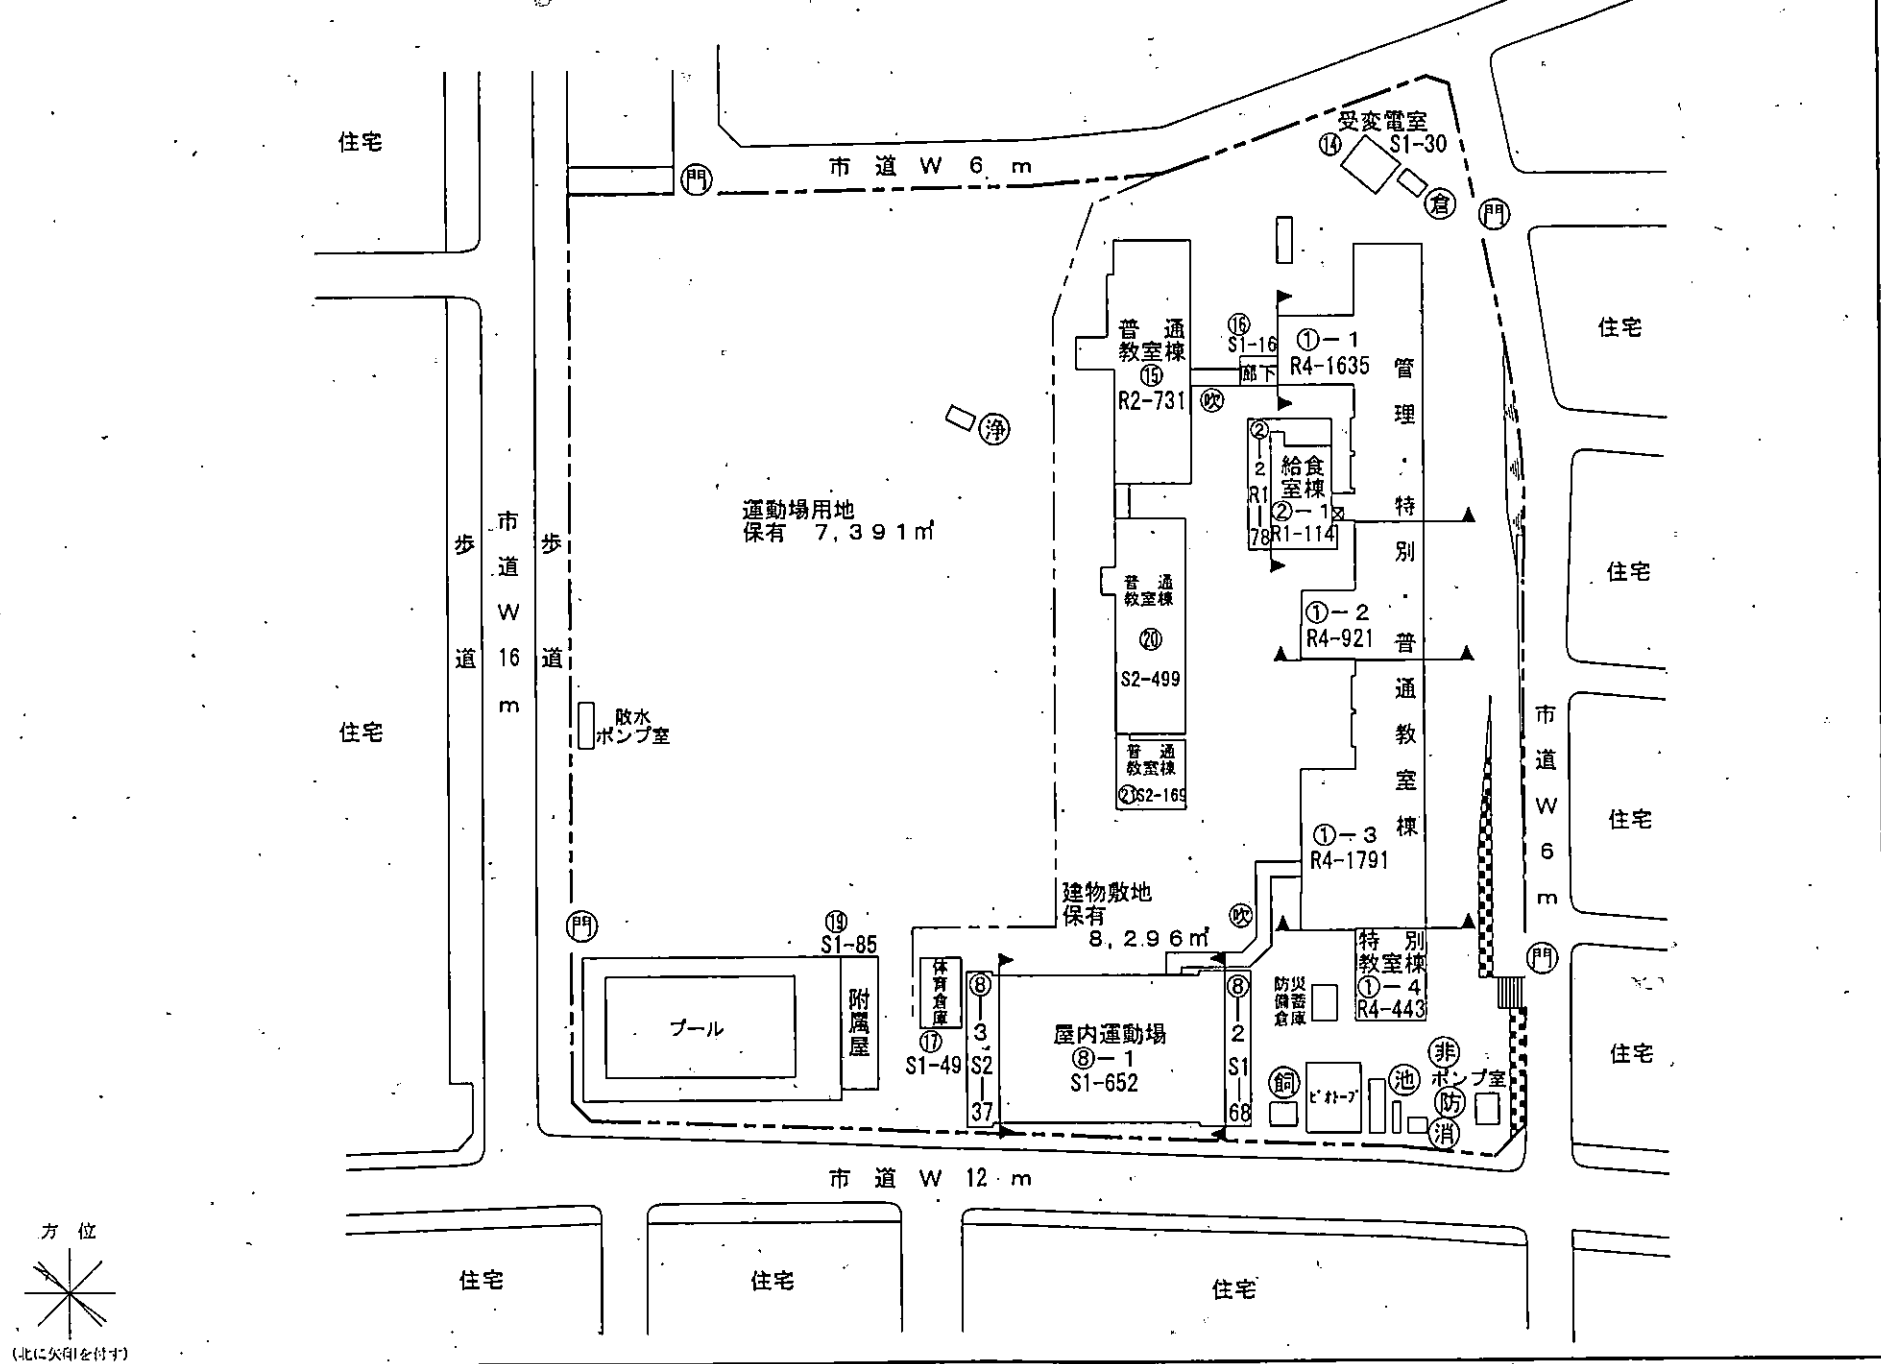 受変電室
⑭ S1-30
倉
門
門
市道W6m
住宅
住宅
普通
教室棟
⑮
R2-731
⑯
S1-16
廊下
吹
①-1
R4-1635
管理・特別・普通教室棟
浄
②-2
R1-78
給食
室棟
②-1
R1-114
運動場用地
保有 7,391㎡
歩道
市道W16m
歩道
普通
教室棟
⑳
S2-499
①-2
R4-921
住宅
住宅
散水
ポンプ室
普通
教室棟
㉑S2-169
市道W6m
住宅
①-3
R4-1791
建物敷地
保有
8,296㎡
吹
門
⑲
S1-85
門
特別
教室棟
①-4
R4-443
プール
附属屋
体育倉庫
⑰
S1-49
⑧-3
S2-37
屋内運動場
⑧-1
S1-652
⑧-2
S1-68
防災
備蓄
倉庫
住宅
飼
ビオトープ
池
非
ポンプ室
防
消
市道W12m
方位
住宅
住宅
住宅
(北に矢印を付す)